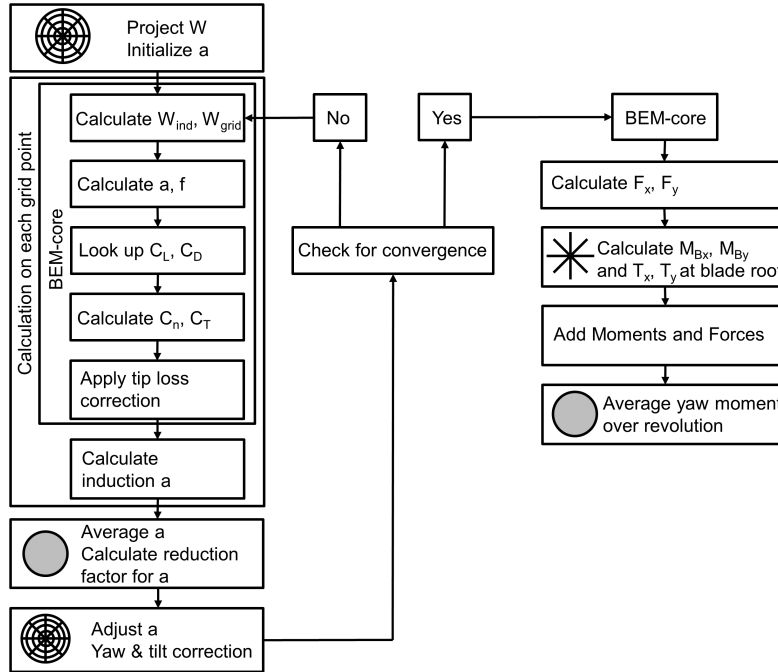 Project W
Initialize a
Calculation on each grid point
BEM-core
Calculate W_ind, W_grid
Calculate a, f
Look up C_L, C_D
Calculate C_n, C_T
Apply tip loss
correction
Calculate
induction a
Average a
Calculate reduction
factor for a
Adjust a
Yaw & tilt correction
Check for convergence
No
Yes
BEM-core
Calculate F_x, F_y
Calculate M_Bx, M_By
and T_x, T_y at blade root
Add Moments and Forces
Average yaw moment
over revolution